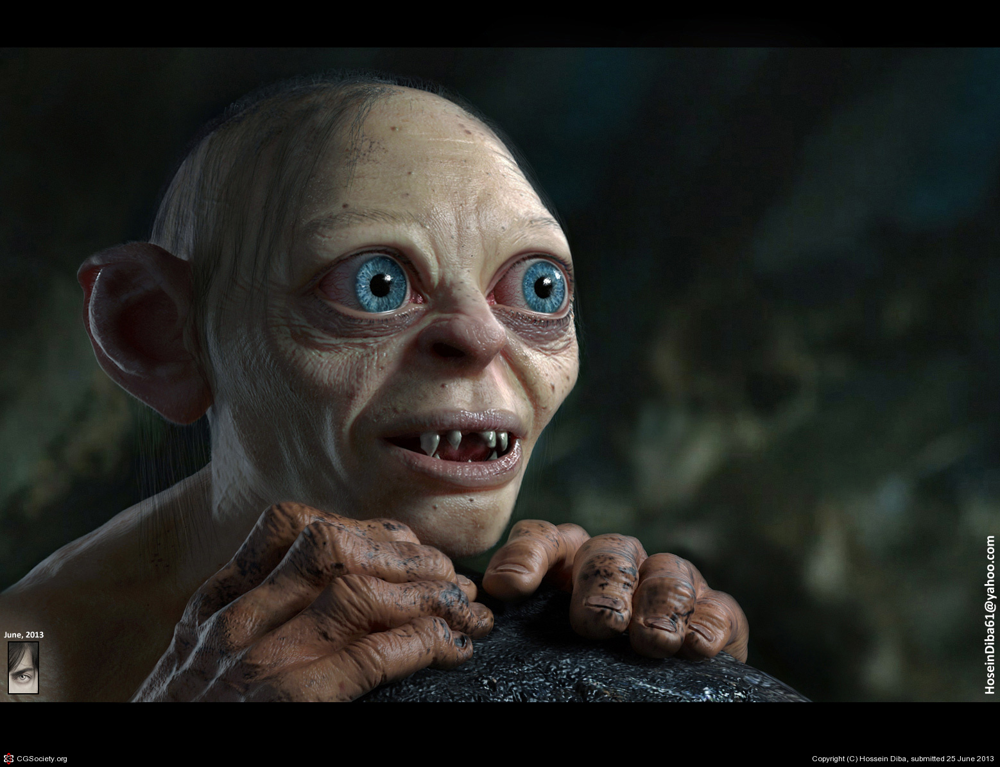 HoseinDiba61@yahoo.com
June, 2013
CGSociety.org
Copyright (C) Hossein Diba, submitted 25 June 2013